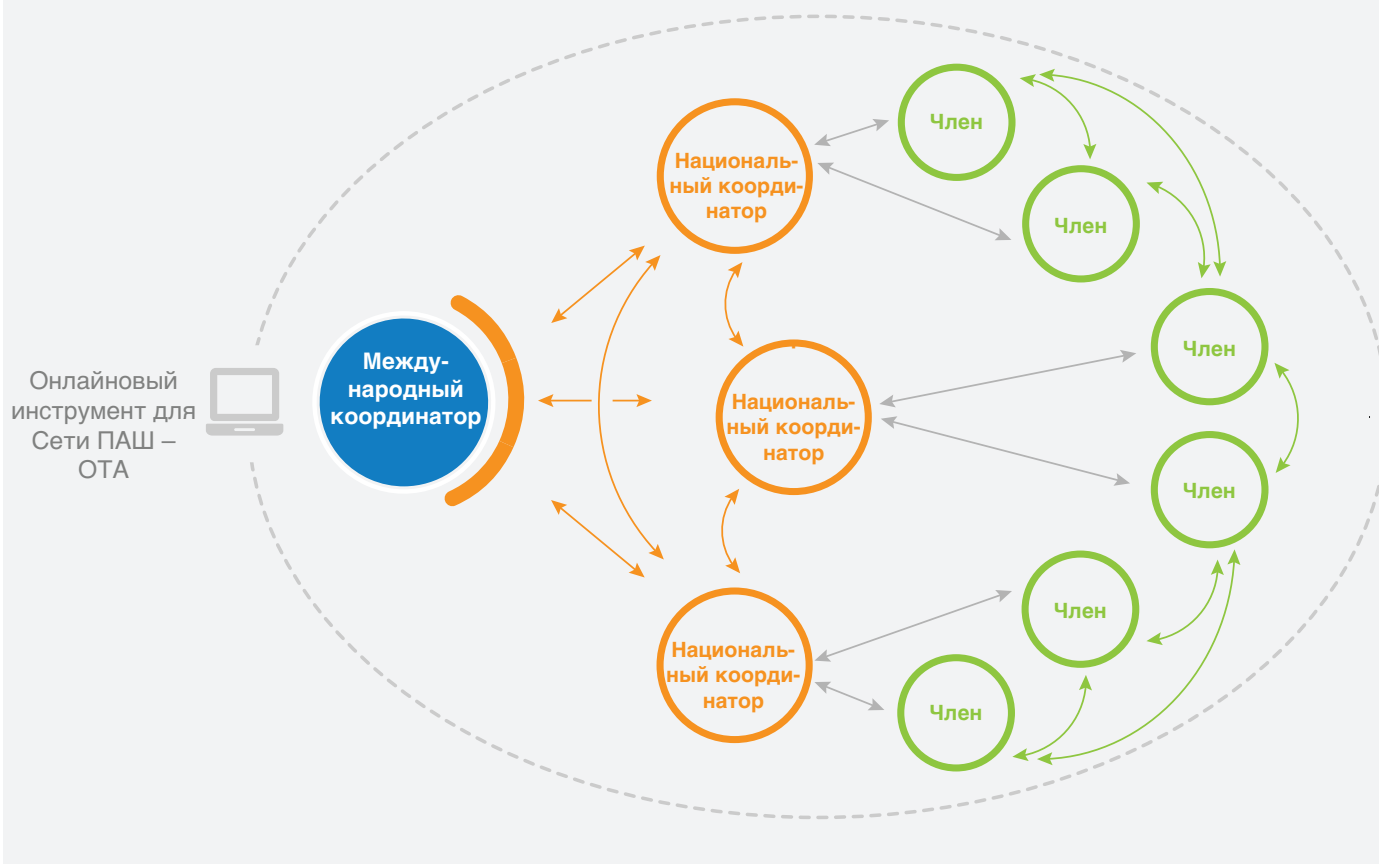 Онлайновый
инструмент для
Сети ПАШ –
ОТА
Между-
народный
координатор
Националь-
ный коорди-
натор
Националь-
ный коорди-
натор
Националь-
ный коорди-
натор
Член
Член
Член
Член
Член
Член